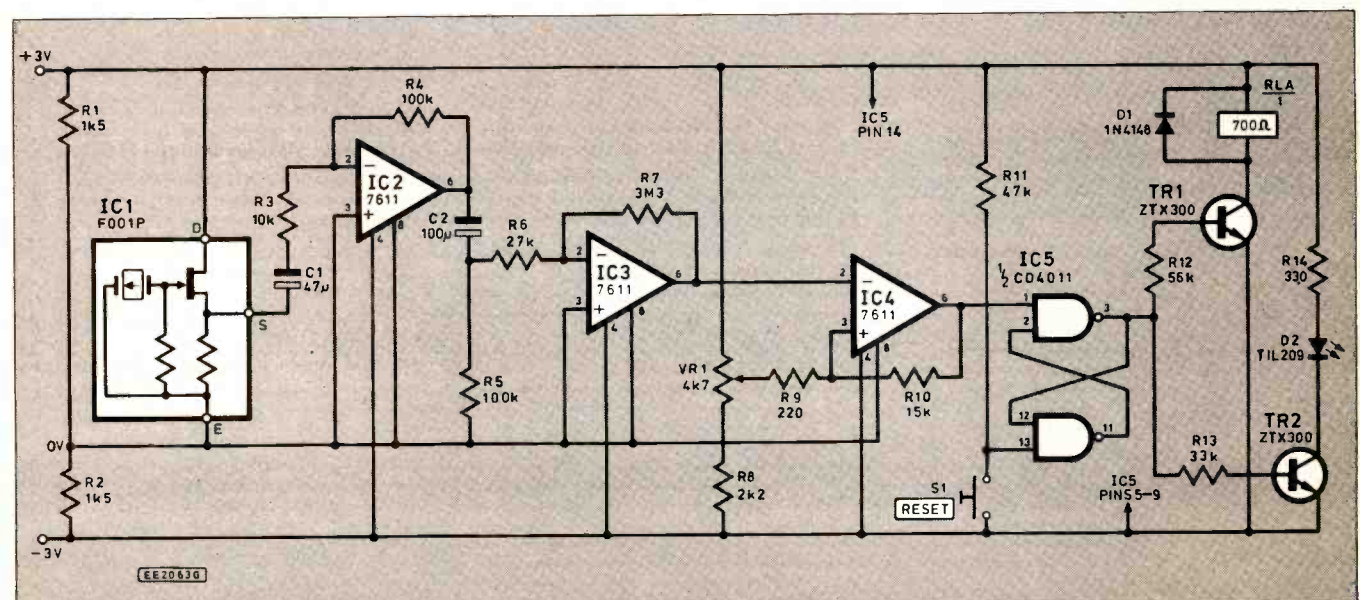 +3V
R1
1k5
IC1
F001P
D
S
E
R3
10k
C1
47µ
R4
100k
2
3
IC2
7611
6
4
8
C2
100µ
R5
100k
R6
27k
R7
3M3
2
3
IC3
7611
6
4
8
VR1
4k7
R8
2k2
R9
220
R10
15k
2
3
IC4
7611
6
4
8
IC5
PIN 14
R11
47k
IC5
½ CD4011
1
2
3
12
13
11
S1
RESET
IC5
PINS 5-9
R12
56k
R13
33k
D1
1N4148
RLA
1
700Ω
TR1
ZTX300
R14
330
D2
TIL209
TR2
ZTX300
0V
R2
1k5
-3V
EE2063G